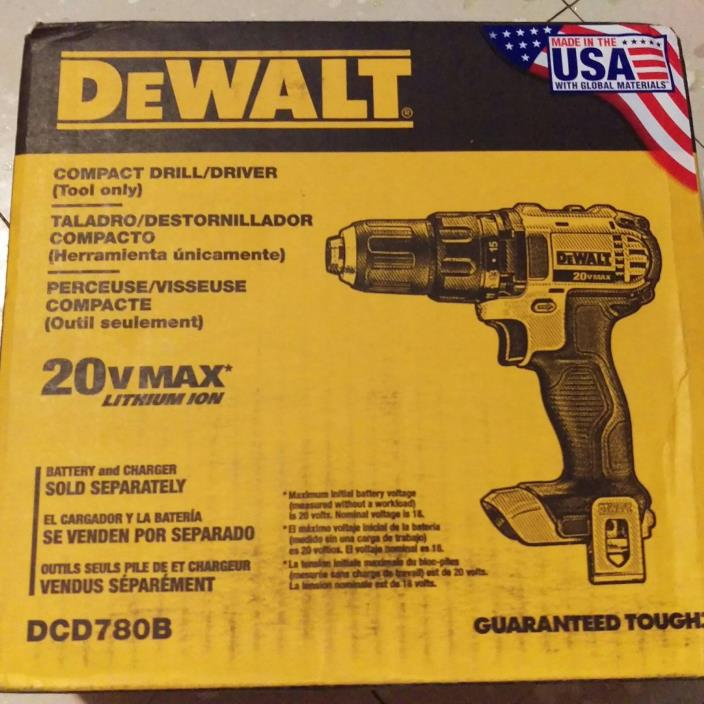 DEWALT®
MADE IN THE
USA
WITH GLOBAL MATERIALS
COMPACT DRILL/DRIVER
(Tool only)
TALADRO/DESTORNILLADOR
COMPACTO
(Herramienta únicamente)
PERCEUSE/VISSEUSE
COMPACTE
(Outil seulement)
15
DEWALT
20V MAX
20V MAX*
LITHIUM ION
BATTERY and CHARGER
SOLD SEPARATELY
EL CARGADOR Y LA BATERÍA
SE VENDEN POR SEPARADO
OUTILS SEULS PILE DE ET CHARGEUR
VENDUS SÉPARÉMENT
* Maximum initial battery voltage
(measured without a workload)
is 20 volts. Nominal voltage is 18.
* El máximo voltaje inicial de la batería
(medido sin una carga de trabajo)
es 20 voltios. El voltaje nominal es 18.
* La tension initiale maximale du bloc-piles
(mesurée sans charge de travail) est de 20 volts.
La tension nominale est de 18 volts.
DEWALT
DCD780B
GUARANTEED TOUGH